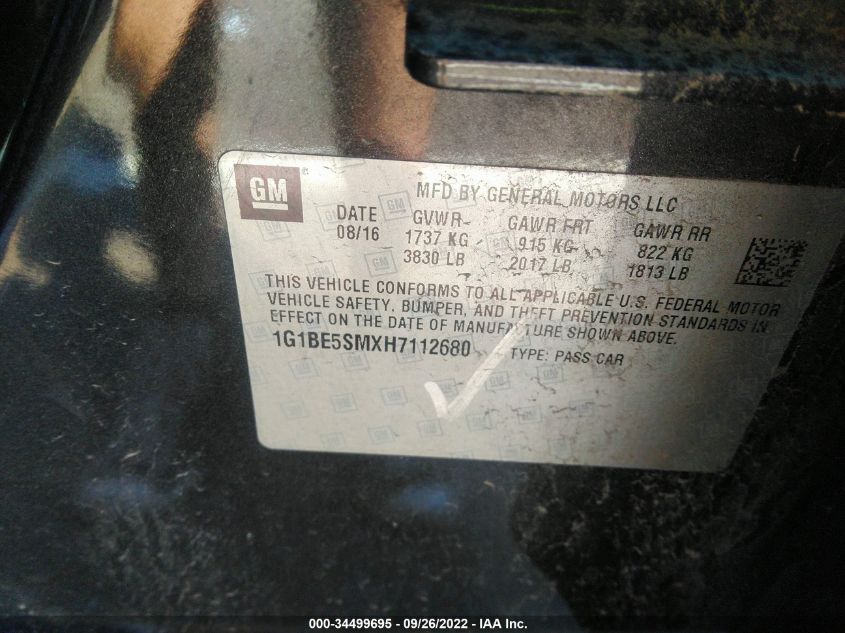 GM
MFD BY GENERAL MOTORS LLC
DATE GVWR GAWR FRT GAWR RR
08/16 1737 KG 915 KG 822 KG
3830 LB 2017 LB 1813 LB
THIS VEHICLE CONFORMS TO ALL APPLICABLE U.S. FEDERAL MOTOR
VEHICLE SAFETY, BUMPER, AND THEFT PREVENTION STANDARDS IN
EFFECT ON THE DATE OF MANUFACTURE SHOWN ABOVE.
1G1BE5SMXH7112680 TYPE: PASS CAR
000-34499695 - 09/26/2022 - IAA Inc.